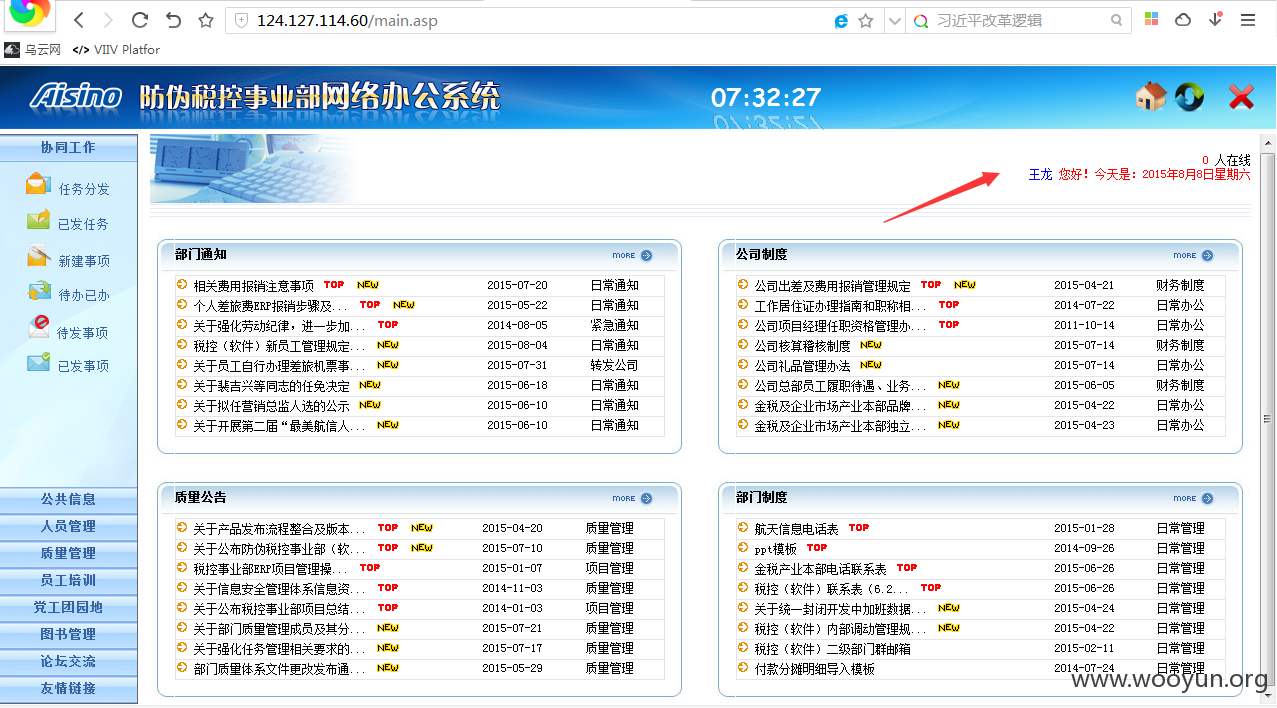 124.127.114.60/main.asp
习近平改革逻辑
乌云网 </> VIIV Platfor
Aisino 防伪税控事业部网络办公系统
07:32:27
协同工作
任务分发
已发任务
新建事项
待办已办
待发事项
已发事项
公共信息
人员管理
质量管理
员工培训
党工团园地
图书管理
论坛交流
友情链接
0 人在线
王龙 您好！今天是：2015年8月8日星期六
部门通知 MORE
相关费用报销注意事项 TOP NEW 2015-07-20 日常通知
个人差旅费ERP报销步骤及... TOP NEW 2015-05-22 日常通知
关于强化劳动纪律，进一步加... TOP 2014-08-05 紧急通知
税控（软件）新员工管理规定... NEW 2015-08-04 日常通知
关于员工自行办理差旅机票事... NEW 2015-07-31 转发公司
关于裴吉兴等同志的任免决定 NEW 2015-06-18 日常通知
关于拟任营销总监人选的公示 NEW 2015-06-10 日常通知
关于开展第二届“最美航信人... NEW 2015-06-10 日常通知
公司制度 MORE
公司出差及费用报销管理规定 TOP NEW 2015-04-21 财务制度
工作居住证办理指南和职称相... TOP 2014-07-22 日常办公
公司项目经理任职资格管理办... TOP 2011-10-14 日常办公
公司核算稽核制度 NEW 2015-07-14 财务制度
公司礼品管理办法 NEW 2015-07-14 日常办公
公司总部员工履职待遇、业务... NEW 2015-06-05 财务制度
金税及企业市场产业本部品牌... NEW 2015-04-22 日常办公
金税及企业市场产业本部独立... NEW 2015-04-23 日常办公
质量公告 MORE
关于产品发布流程整合及版本... TOP NEW 2015-04-20 质量管理
关于公布防伪税控事业部（软... TOP NEW 2015-07-10 质量管理
税控事业部ERP项目管理操... TOP 2015-01-07 项目管理
关于信息安全管理体系信息资... TOP 2014-11-03 质量管理
关于公布税控事业部项目总结... TOP 2014-01-03 项目管理
关于部门质量管理成员及其分... NEW 2015-07-21 质量管理
关于强化任务管理相关要求的... NEW 2015-07-17 质量管理
部门质量体系文件更改发布通... NEW 2015-05-29 质量管理
部门制度 MORE
航天信息电话表 TOP 2015-01-23 日常管理
ppt模板 TOP 2014-09-26 日常管理
金税产业本部电话联系表 TOP 2015-06-26 日常管理
税控（软件）联系表（6.2... TOP 2015-06-26 日常管理
关于统一封闭开发中加班数据... NEW 2015-04-24 日常管理
税控（软件）内部调动管理规... NEW 2015-04-22 日常管理
税控（软件）二级部门群邮箱 2015-02-11 日常管理
付款分摊明细导入模板 2014-07-24 日常管理
www.wooyun.org